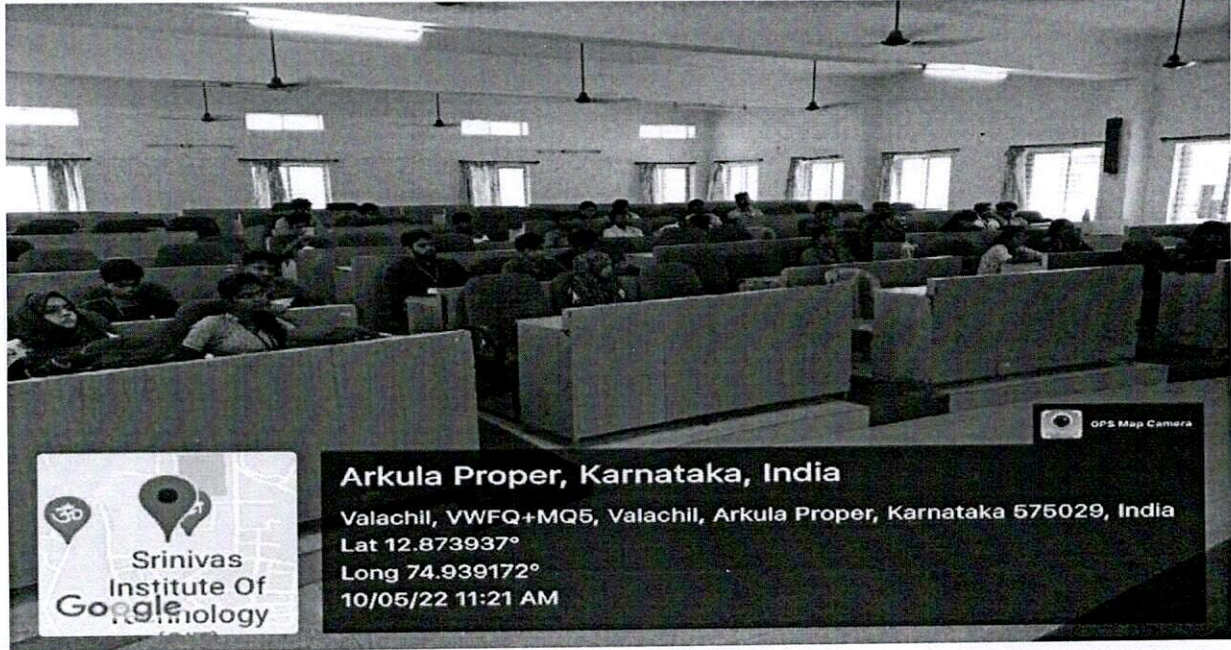 GPS Map Camera
Arkula Proper, Karnataka, India
Valachil, VWFQ+MQ5, Valachil, Arkula Proper, Karnataka 575029, India
Lat 12.873937°
Long 74.939172°
10/05/22 11:21 AM
ॐ
Srinivas
Institute Of
Google